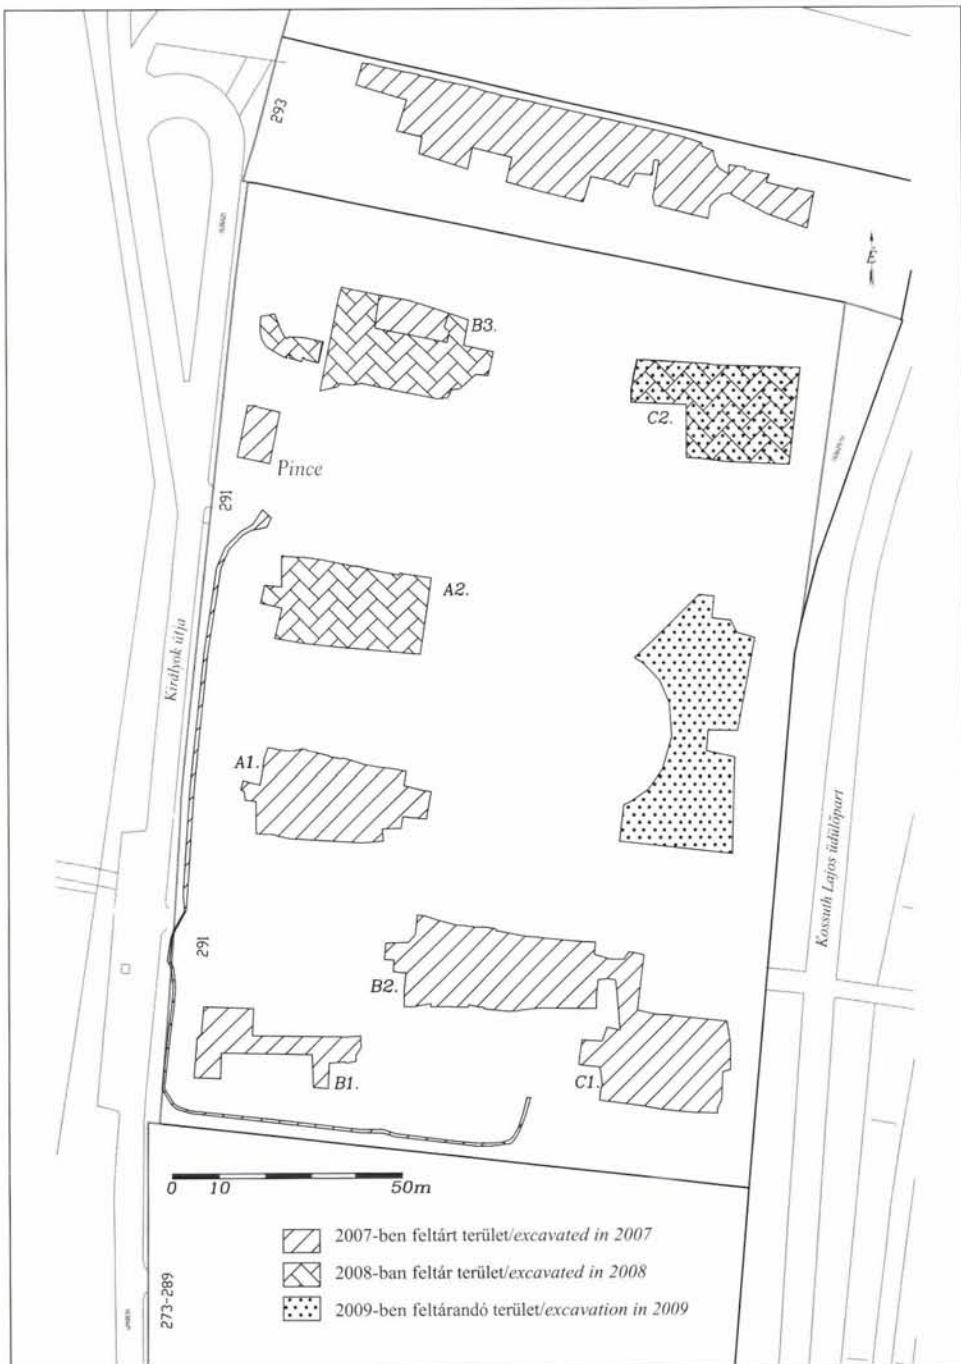 293
É
B3.
C2.
Pince
291
A2.
Királyok útja
A1.
Kossuth Lajos üdülőpart
291
B2.
B1.
C1.
0 10 50m
2007-ben feltárt terület/excavated in 2007
2008-ban feltár terület/excavated in 2008
2009-ben feltárandó terület/excavation in 2009
273-289